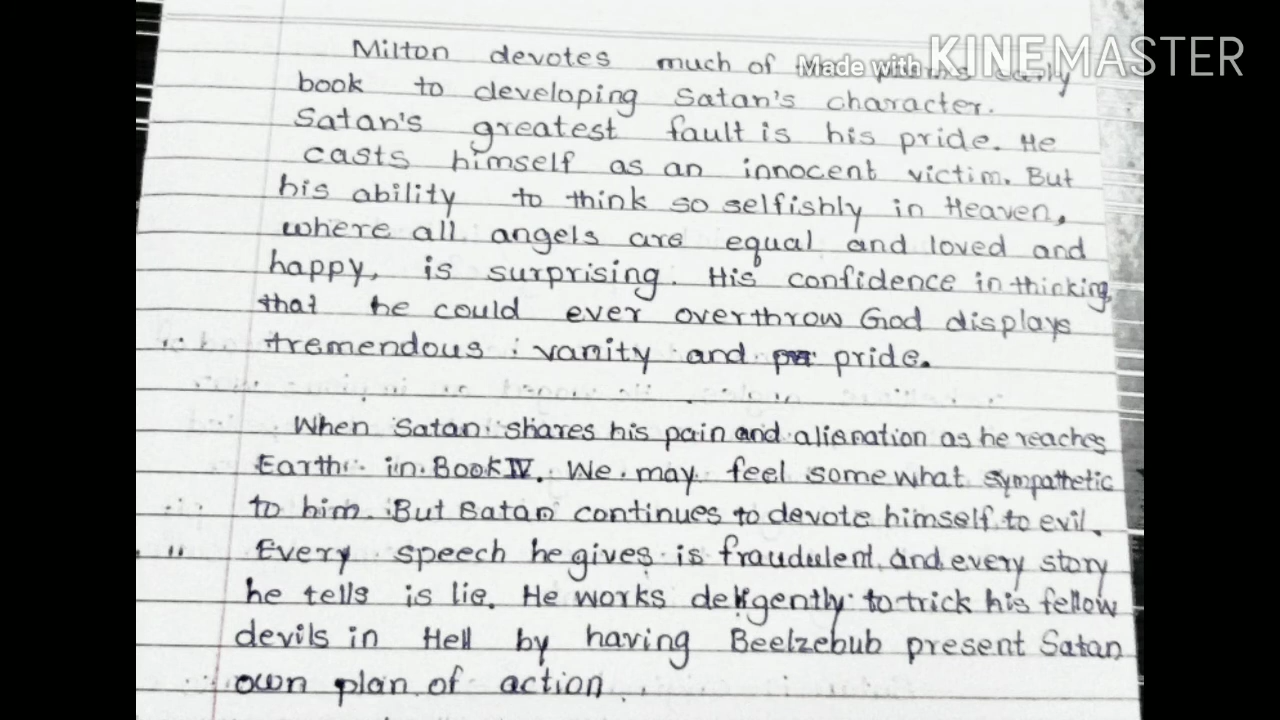 Milton devotes much of
Made with KINEMASTER
book to developing Satan's character.
Satan's greatest fault is his pride. He
casts himself as an innocent victim. But
his ability to think so selfishly in Heaven,
where all angels are equal and loved and
happy, is surprising. His confidence in thinking
that he could ever overthrow God displays
tremendous vanity and pride.
When Satan shares his pain and alienation as he reaches
Earth in Book IV. We may feel somewhat sympathetic
to him. But Satan continues to devote himself to evil.
Every speech he gives is fraudulent and every story
he tells is lie. He works deligently to trick his fellow
devils in Hell by having Beelzebub present Satan
own plan of action.